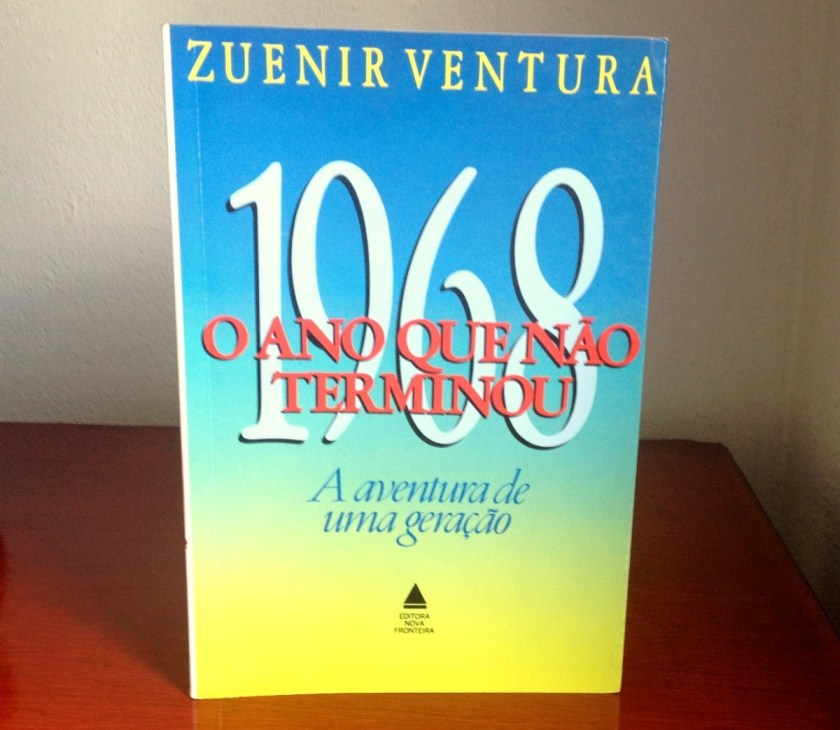 ZUENIR VENTURA
1968
O ANO QUE NÃO
TERMINOU
A aventura de
uma geração
EDITORA
NOVA
FRONTEIRA